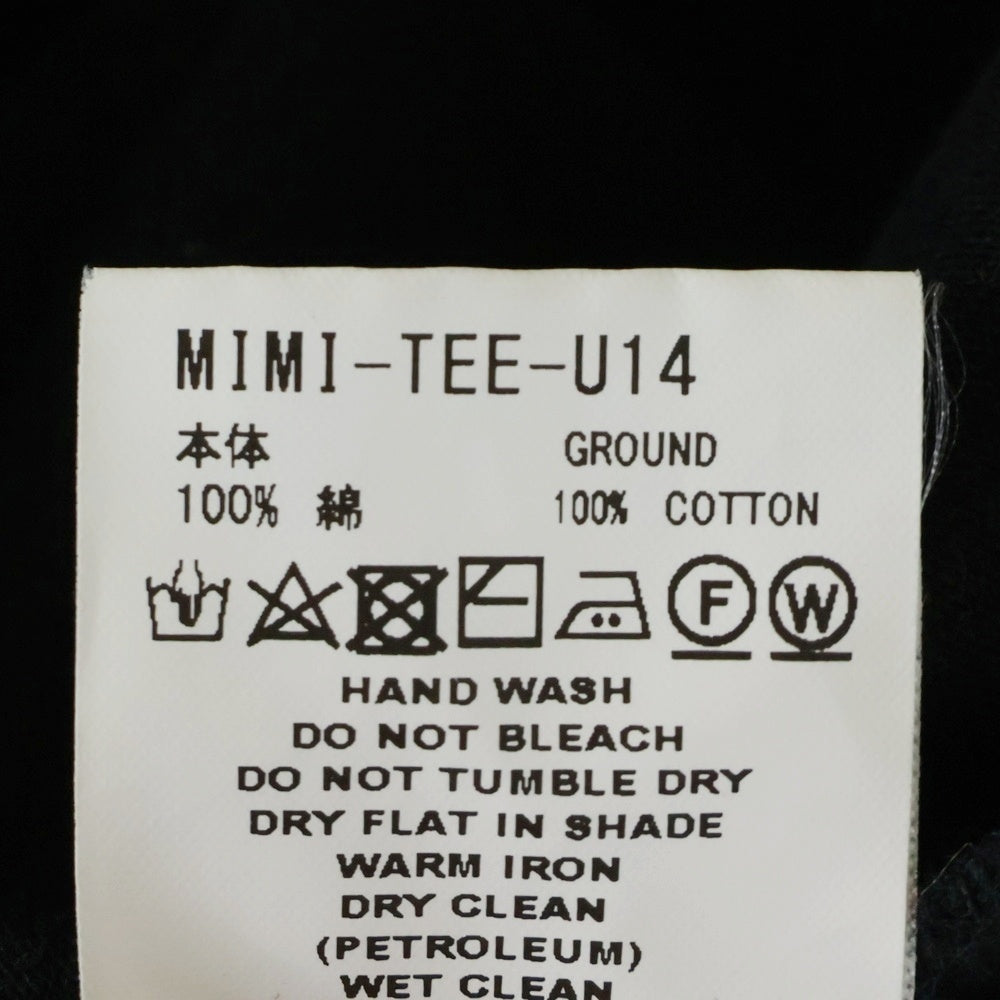 MIMI-TEE-U14
本体 GROUND
100% 綿 100% COTTON
F W
HAND WASH
DO NOT BLEACH
DO NOT TUMBLE DRY
DRY FLAT IN SHADE
WARM IRON
DRY CLEAN
(PETROLEUM)
WET CLEAN